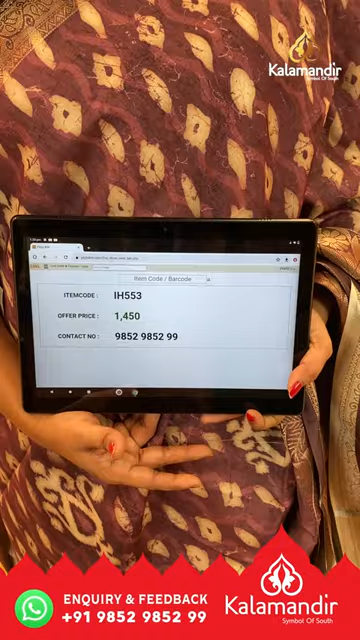 Kalamandir
Symbol Of South
Item Code / Barcode
ITEMCODE : IH553
OFFER PRICE : 1,450
CONTACT NO : 9852 9852 99
ENQUIRY & FEEDBACK
+91 9852 9852 99
Kalamandir
Symbol Of South